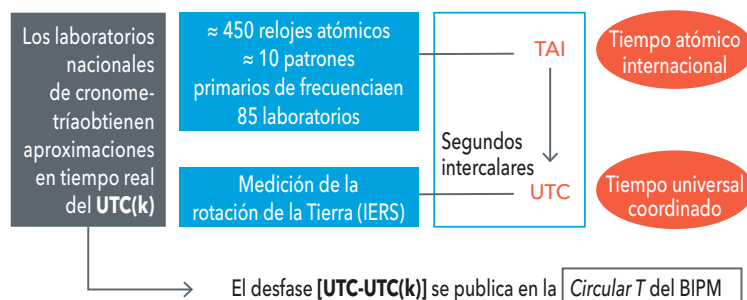 Los laboratorios
nacionales
de cronome-
tríaobtienen
aproximaciones
en tiempo real
del UTC(k)
≈ 450 relojes atómicos
≈ 10 patrones
primarios de frecuenciaen
85 laboratorios
TAI
Tiempo atómico
internacional
Segundos
intercalares
Medición de la
rotación de la Tierra (IERS)
UTC
Tiempo universal
coordinado
El desfase [UTC-UTC(k)] se publica en la Circular T del BIPM